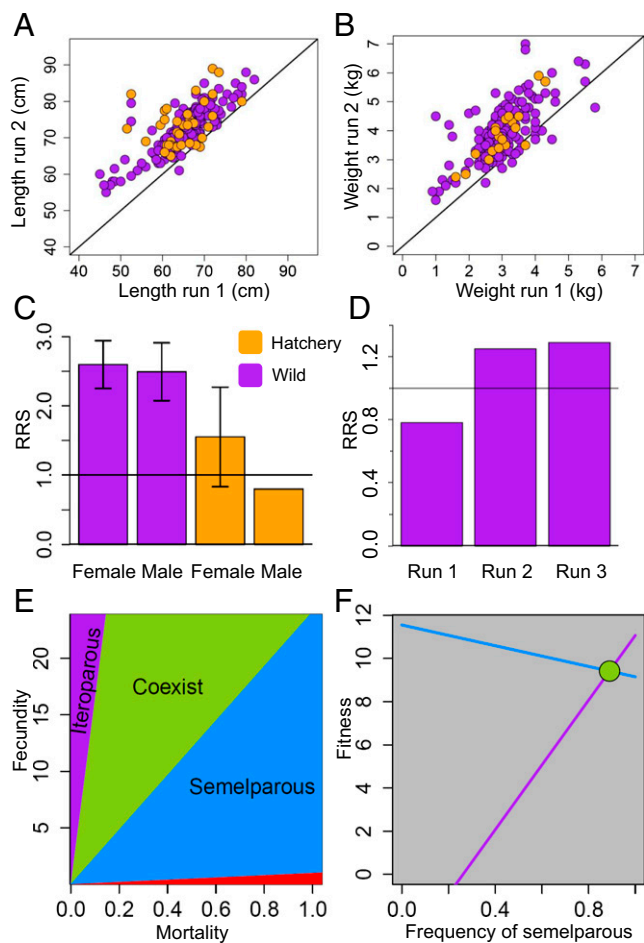 A
Length run 2 (cm)
90
80
70
60
50
40
40 50 60 70 80 90
Length run 1 (cm)
B
Weight run 2 (kg)
7
6
5
4
3
2
1
0
0 1 2 3 4 5 6 7
Weight run 1 (kg)
C
RRS
3.0
2.0
1.0
0.0
Hatchery
Wild
Female Male Female Male
D
RRS
1.2
0.8
0.4
0.0
Run 1 Run 2 Run 3
E
Fecundity
20
15
10
5
Iteroparous
Coexist
Semelparous
0.0 0.2 0.4 0.6 0.8 1.0
Mortality
F
Fitness
12
10
8
6
4
2
0
0.0 0.4 0.8
Frequency of semelparous